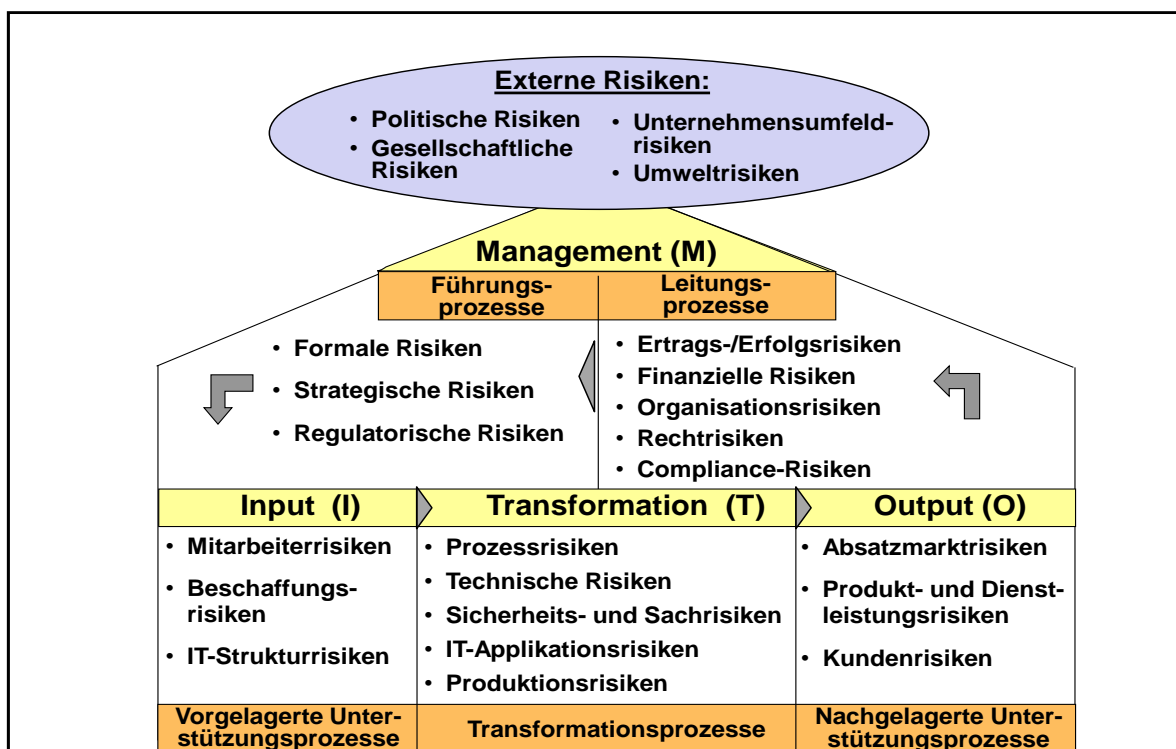 Externe Risiken:
• Politische Risiken
• Gesellschaftliche
Risiken
• Unternehmensumfeld-
risiken
• Umweltrisiken
Management (M)
Führungs-
prozesse
Leitungs-
prozesse
• Formale Risiken
• Strategische Risiken
• Regulatorische Risiken
• Ertrags-/Erfolgsrisiken
• Finanzielle Risiken
• Organisationsrisiken
• Rechtrisiken
• Compliance-Risiken
Input (I)
Transformation (T)
Output (O)
• Mitarbeiterrisiken
• Beschaffungs-
risiken
• IT-Strukturrisiken
• Prozessrisiken
• Technische Risiken
• Sicherheits- und Sachrisiken
• IT-Applikationsrisiken
• Produktionsrisiken
• Absatzmarktrisiken
• Produkt- und Dienst-
leistungsrisiken
• Kundenrisiken
Vorgelagerte Unter-
stützungsprozesse
Transformationsprozesse
Nachgelagerte Unter-
stützungsprozesse